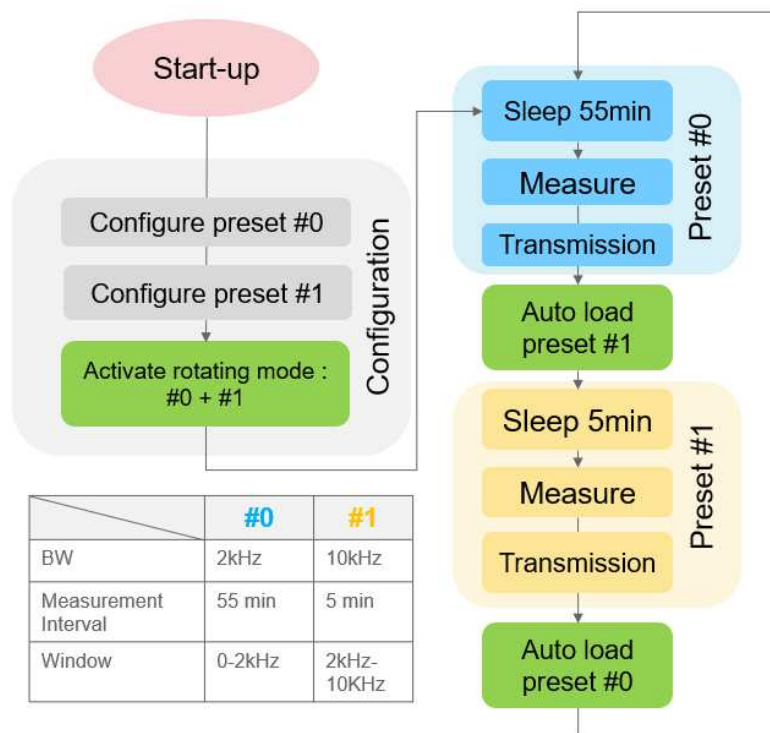 Start-up
Configure preset #0
Configure preset #1
Activate rotating mode :
#0 + #1
Configuration
Sleep 55min
Measure
Transmission
Preset #0
Auto load
preset #1
Sleep 5min
Measure
Transmission
Preset #1
Auto load
preset #0
#0 #1
BW 2kHz 10kHz
Measurement
Interval 55 min 5 min
Window 0-2kHz 2kHz-
10KHz